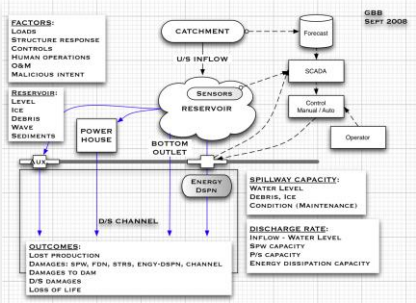 FACTORS:
LOADS
STRUCTURE RESPONSE
CONTROLS
HUMAN OPERATIONS
O&M
MALICIOUS INTENT
RESERVOIR:
LEVEL
ICE
DEBRIS
WAVE
SEDIMENTS
CATCHMENT
U/S INFLOW
Sensors
RESERVOIR
Forecast
GBB
SEPT 2008
SCADA
Control
Manual / Auto
Operator
POWER
HOUSE
BOTTOM
OUTLET
AUX
ENERGY
DSPN
D/S CHANNEL
SPILLWAY CAPACITY:
WATER LEVEL
DEBRIS, ICE
CONDITION (MAINTENANCE)
DISCHARGE RATE:
INFLOW - WATER LEVEL
SPW CAPACITY
P/S CAPACITY
ENERGY DISSIPATION CAPACITY
OUTCOMES:
LOST PRODUCTION
DAMAGES: SPW, FDN, STRS, ENGY-DSPN, CHANNEL
DAMAGES TO DAM
D/S DAMAGES
LOSS OF LIFE